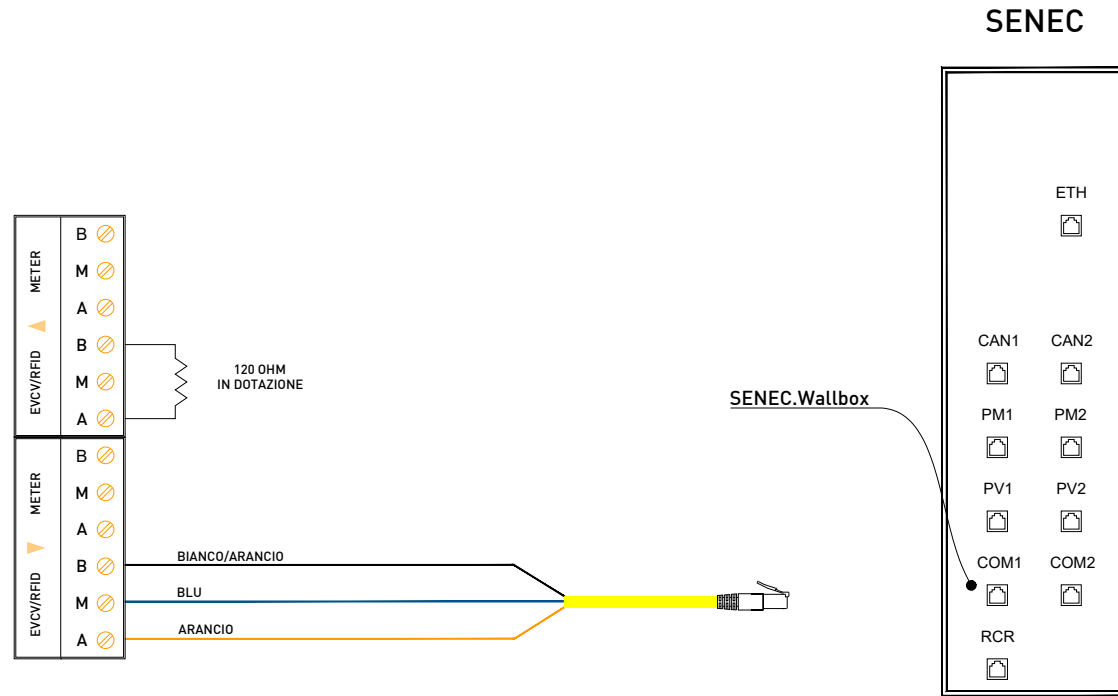 SENEC
ETH
METER
B
M
A
EVCV/RFID
B
M
A
120 OHM
IN DOTAZIONE
METER
B
M
A
EVCV/RFID
B
M
A
BIANCO/ARANCIO
BLU
ARANCIO
SENEC.Wallbox
CAN1 CAN2
PM1 PM2
PV1 PV2
COM1 COM2
RCR